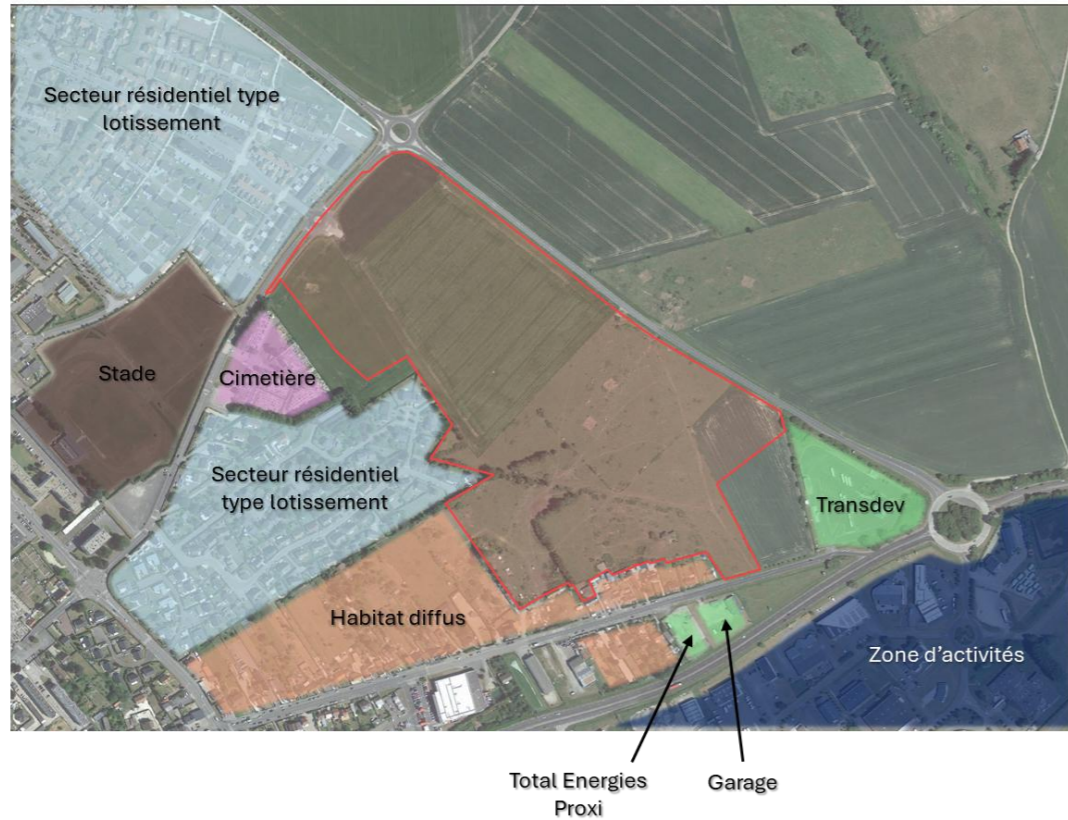 Secteur résidentiel type
lotissement
Stade
Cimetière
Secteur résidentiel
type lotissement
Transdev
Habitat diffus
Zone d'activités
Total Energies
Proxi
Garage